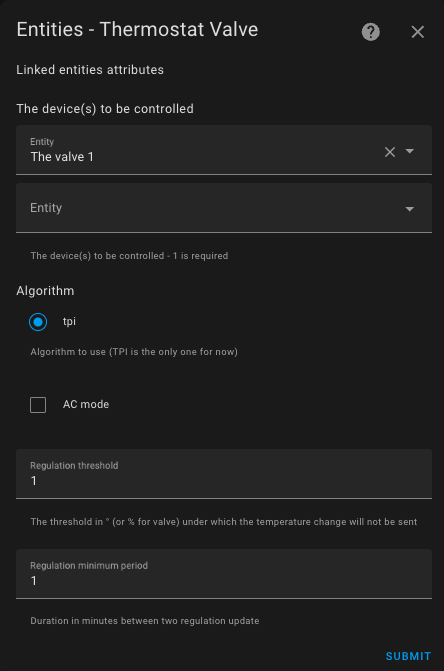 Entities - Thermostat Valve
Linked entities attributes
The device(s) to be controlled
Entity
The valve 1
Entity
The device(s) to be controlled - 1 is required
Algorithm
tpi
Algorithm to use (TPI is the only one for now)
AC mode
Regulation threshold
1
The threshold in ° (or % for valve) under which the temperature change will not be sent
Regulation minimum period
1
Duration in minutes between two regulation update
SUBMIT